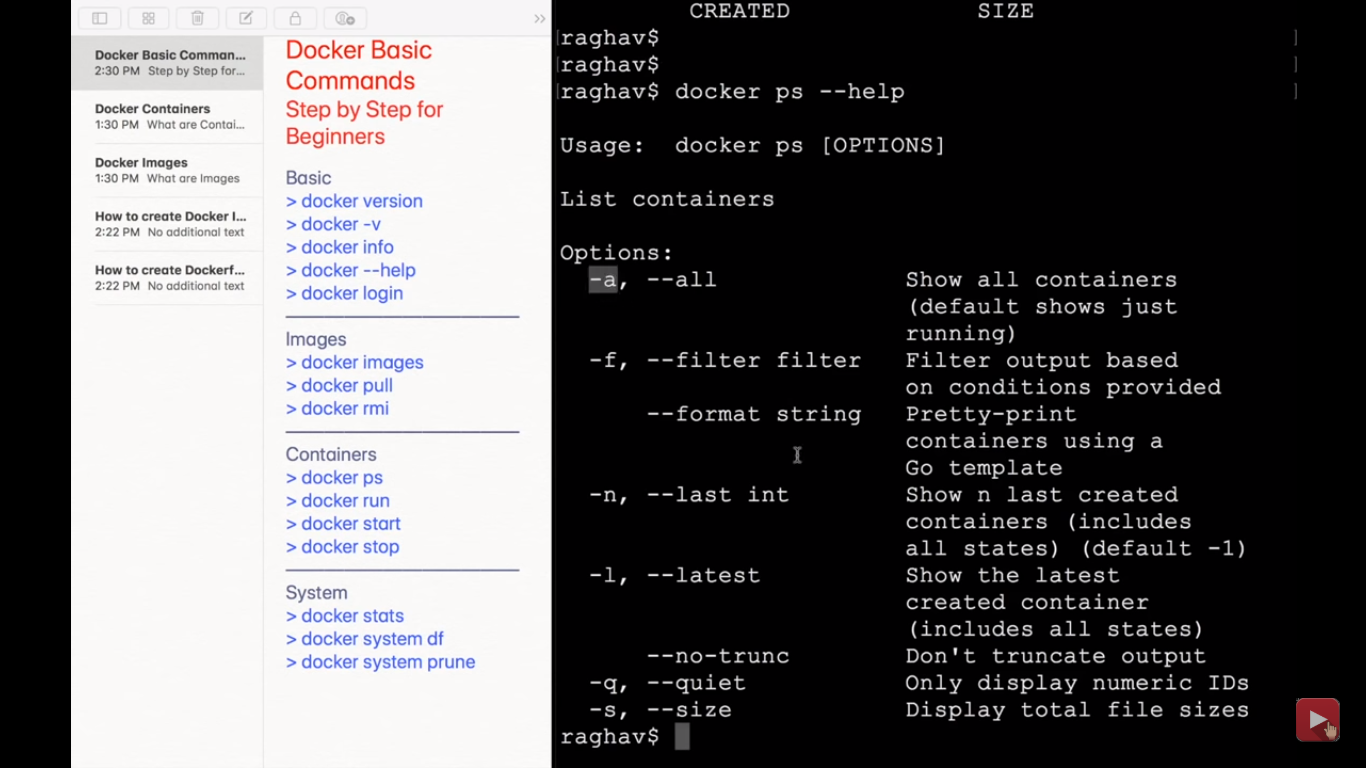 Docker Basic Comman...
2:30 PM Step by Step for...
Docker Containers
1:30 PM What are Contai...
Docker Images
1:30 PM What are Images
How to create Docker I...
2:22 PM No additional text
How to create Dockerf...
2:22 PM No additional text
Docker Basic
Commands
Step by Step for
Beginners
Basic
> docker version
> docker -v
> docker info
> docker --help
> docker login
Images
> docker images
> docker pull
> docker rmi
Containers
> docker ps
> docker run
> docker start
> docker stop
System
> docker stats
> docker system df
> docker system prune
CREATED SIZE
[raghav$ ]
[raghav$ ]
[raghav$ docker ps --help ]
Usage: docker ps [OPTIONS]
List containers
Options:
-a, --all Show all containers
(default shows just
running)
-f, --filter filter Filter output based
on conditions provided
--format string Pretty-print
containers using a
Go template
-n, --last int Show n last created
containers (includes
all states) (default -1)
-l, --latest Show the latest
created container
(includes all states)
--no-trunc Don't truncate output
-q, --quiet Only display numeric IDs
-s, --size Display total file sizes
raghav$